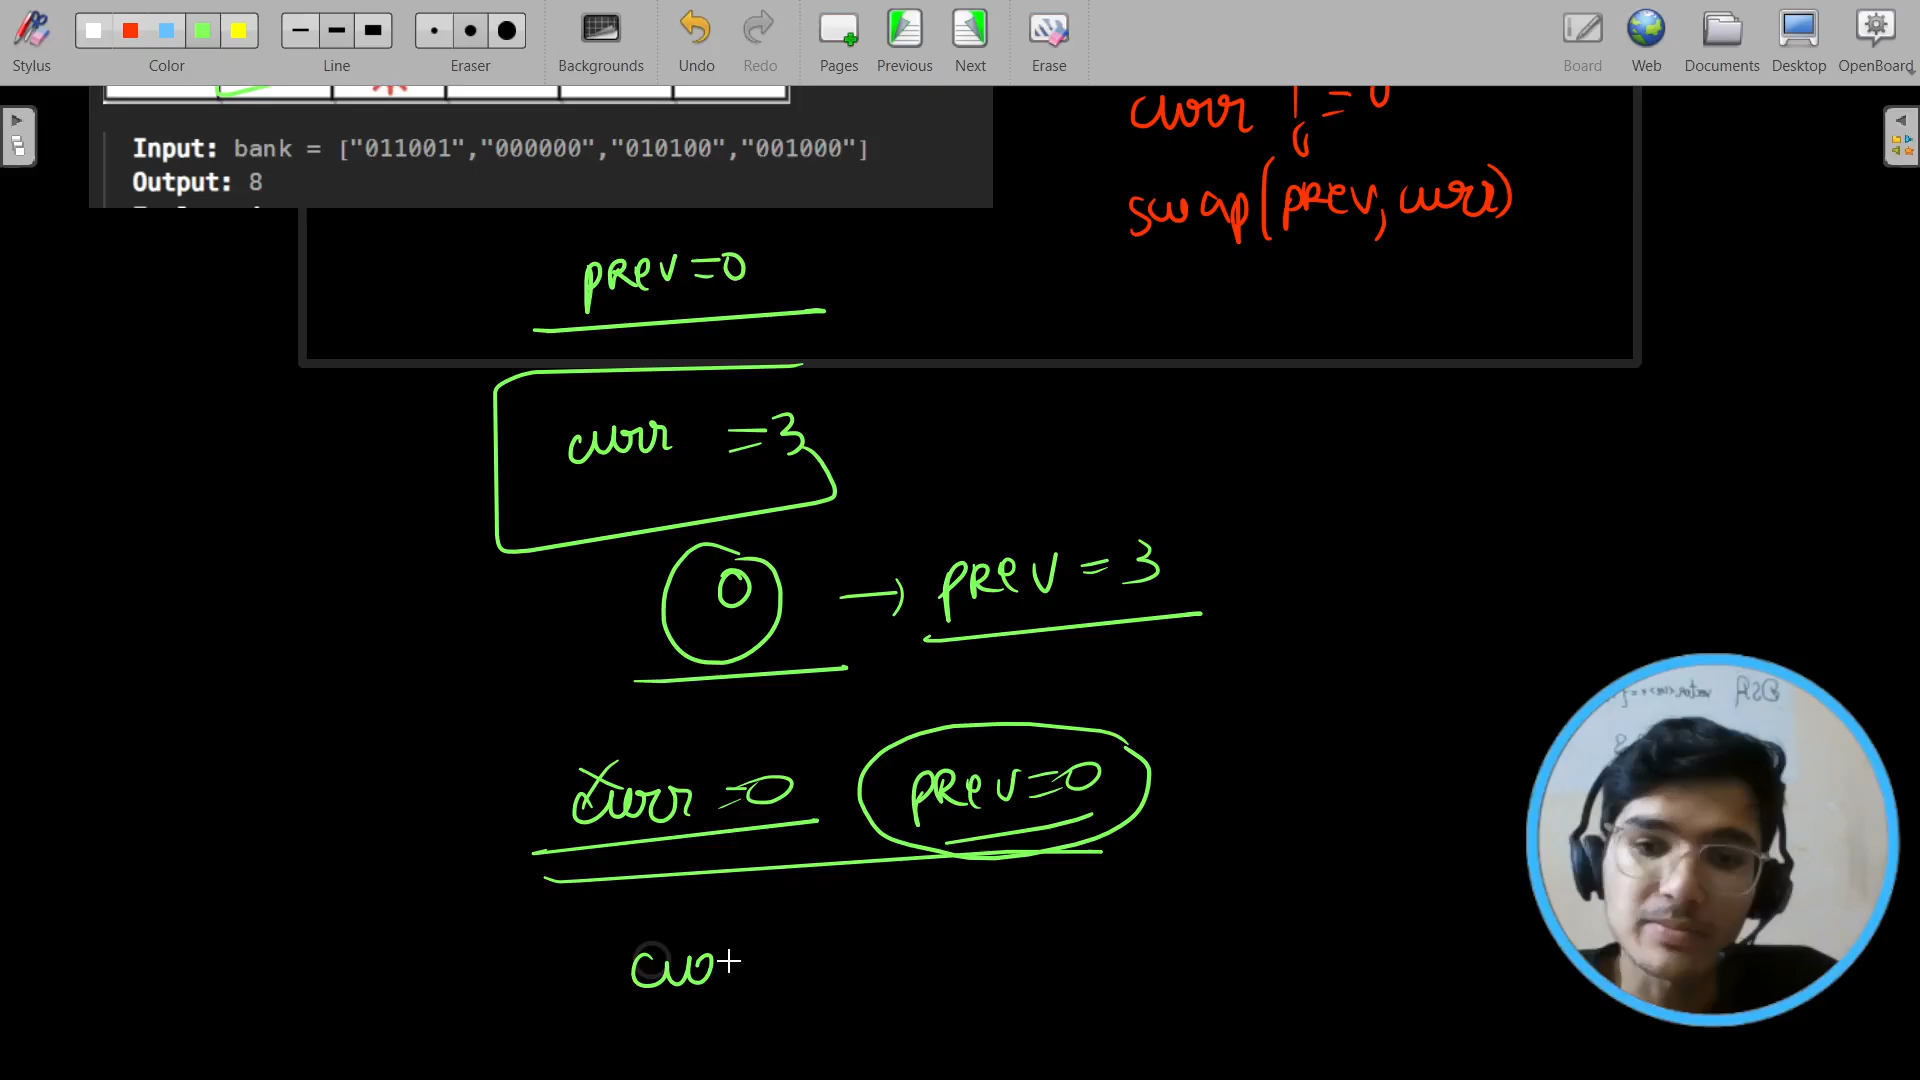 Stylus Color Line Eraser Backgrounds Undo Redo Pages Previous Next Erase Board Web Documents Desktop OpenBoard
curr != 0
Input: bank = ["011001","000000","010100","001000"]
Output: 8
swap(prev, curr)
prev=0
curr =3
0 → prev = 3
curr =0 prev=0
cur
DSA